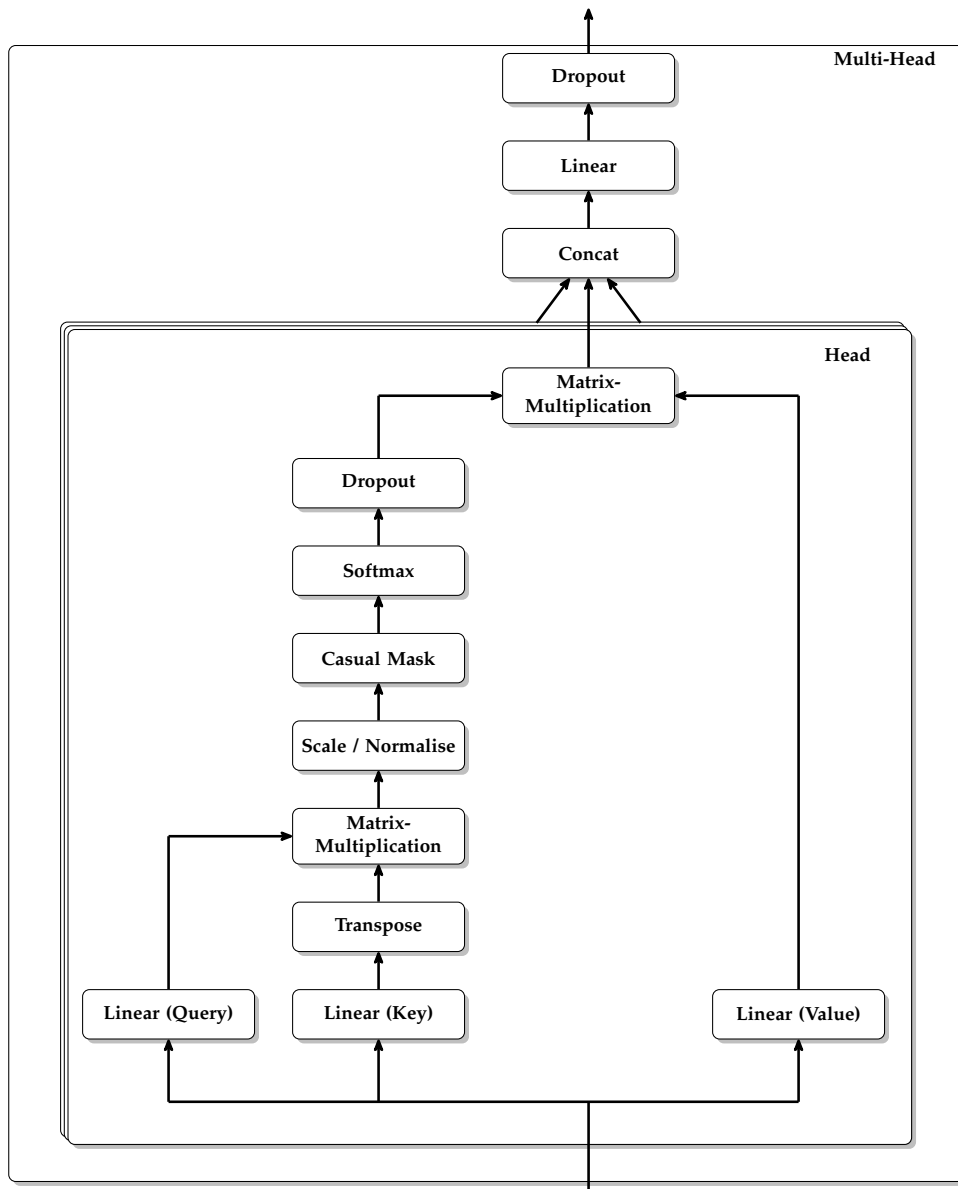 Multi-Head
Dropout
Linear
Concat
Head
Matrix-
Multiplication
Dropout
Softmax
Casual Mask
Scale / Normalise
Matrix-
Multiplication
Transpose
Linear (Query)
Linear (Key)
Linear (Value)